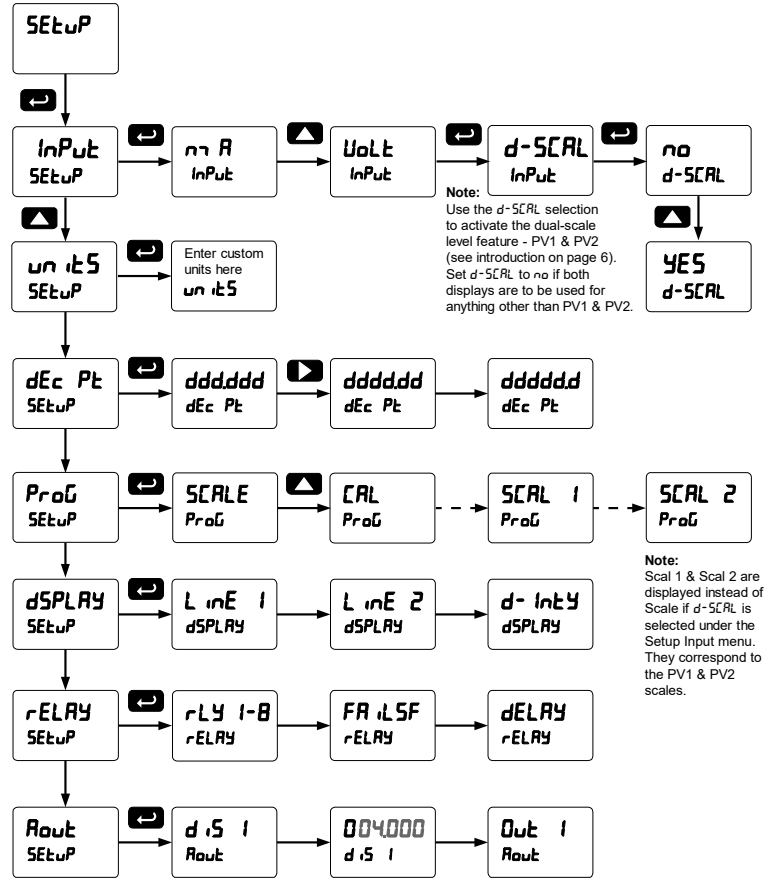 SEtuP
InPut
SEtuP
mA
InPut
VoLt
InPut
d-SCAL
InPut
no
d-SCAL
Note:
Use the d-SCAL selection
to activate the dual-scale
level feature - PV1 & PV2
(see introduction on page 6).
Set d-SCAL to no if both
displays are to be used for
anything other than PV1 & PV2.
YES
d-SCAL
unitS
SEtuP
Enter custom
units here
unitS
dEc Pt
SEtuP
ddd.ddd
dEc Pt
dddd.dd
dEc Pt
ddddd.d
dEc Pt
ProG
SEtuP
SCALE
ProG
CAL
ProG
SCAL 1
ProG
SCAL 2
ProG
Note:
Scal 1 & Scal 2 are
displayed instead of
Scale if d-SCAL is
selected under the
Setup Input menu.
They correspond to
the PV1 & PV2
scales.
dSPLAY
SEtuP
LinE 1
dSPLAY
LinE 2
dSPLAY
d-IntY
dSPLAY
rELAY
SEtuP
rLY 1-8
rELAY
FAiLSF
rELAY
dELAY
rELAY
Aout
SEtuP
diS 1
Aout
004.000
diS 1
Out 1
Aout